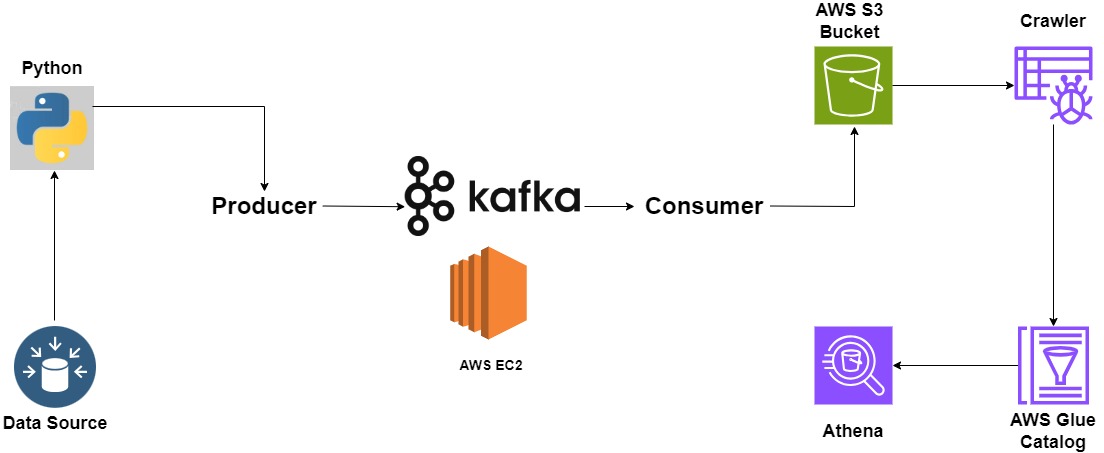 AWS S3
Bucket
Crawler
Python
Producer
kafka
Consumer
AWS EC2
Data Source
Athena
AWS Glue
Catalog